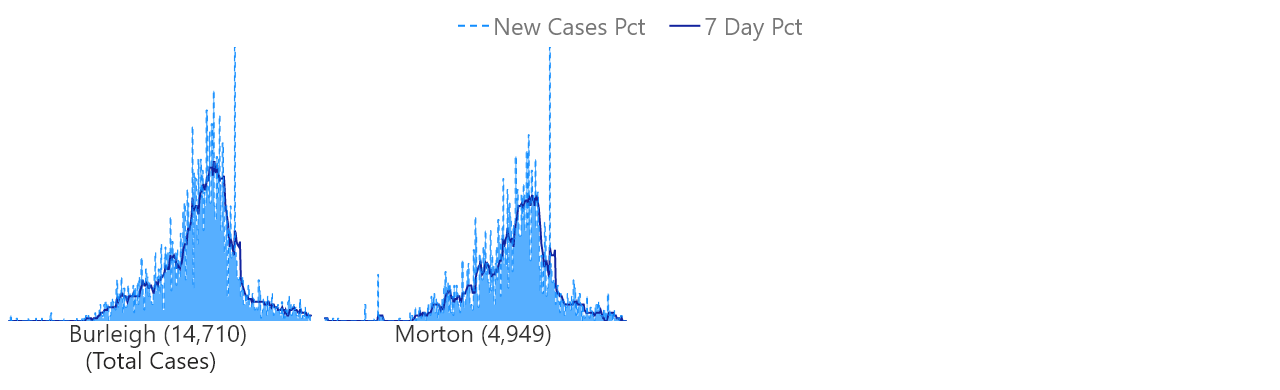 New Cases Pct 7 Day Pct
Burleigh (14,710) Morton (4,949)
(Total Cases)